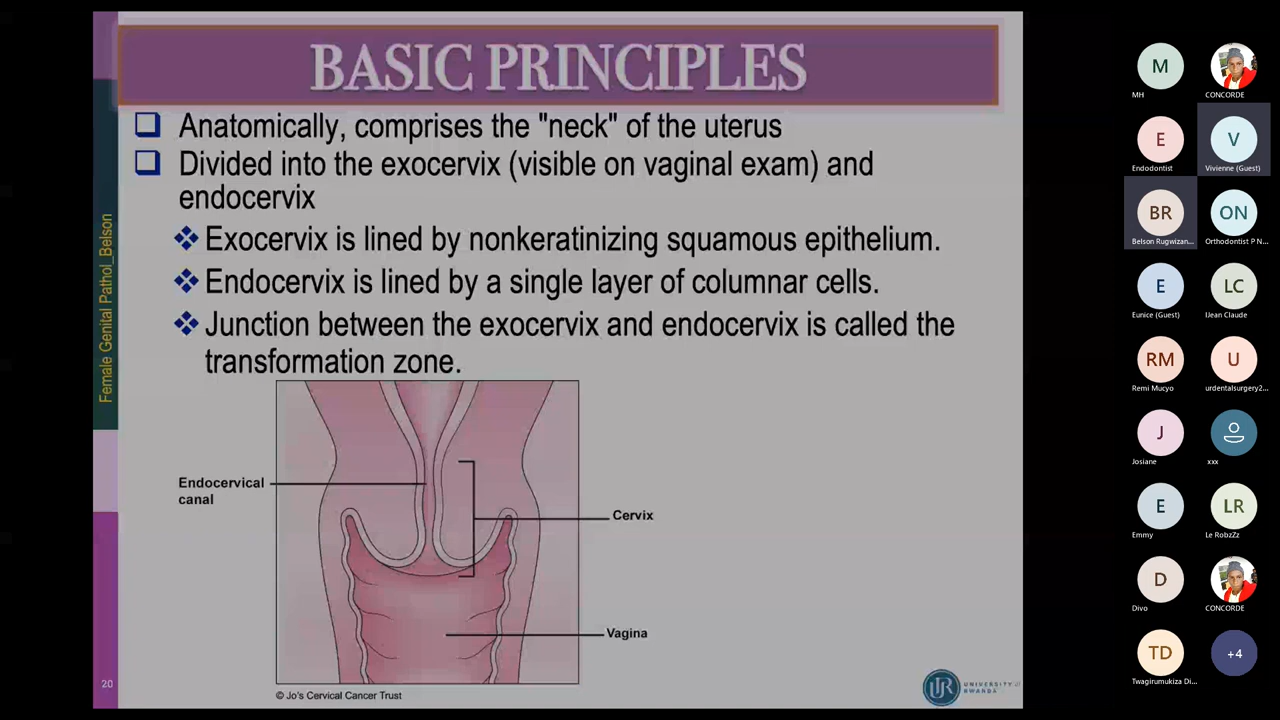 BASIC PRINCIPLES
Anatomically, comprises the "neck" of the uterus
Divided into the exocervix (visible on vaginal exam) and
endocervix
Exocervix is lined by nonkeratinizing squamous epithelium.
Endocervix is lined by a single layer of columnar cells.
Junction between the exocervix and endocervix is called the
transformation zone.
Endocervical
canal
Cervix
Vagina
© Jo's Cervical Cancer Trust
Female Genital Pathol_Belson
20
UR
UNIVERSITY of
RWANDA
M
MH
CONCORDE
E
Endodontist
V
Vivienne (Guest)
BR
Belson Rugwizan...
ON
Orthodontist P N...
E
Eunice (Guest)
LC
IJean Claude
RM
Remi Mucyo
U
urdentalsurgery2...
J
Josiane
xxx
E
Emmy
LR
Le RobzZz
D
Divo
CONCORDE
TD
Twagirumukiza Di...
+4